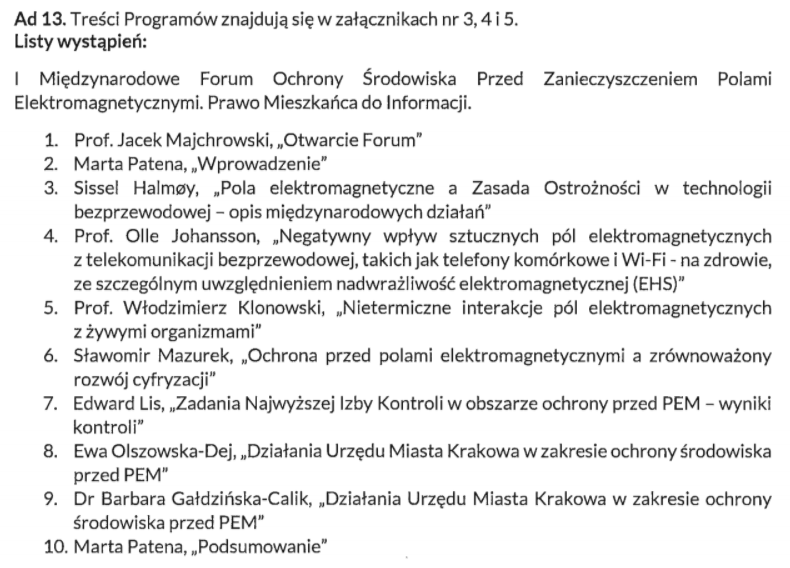 Ad 13. Treści Programów znajdują się w załącznikach nr 3, 4 i 5.
Listy wystąpień:
I Międzynarodowe Forum Ochrony Środowiska Przed Zanieczyszczeniem Polami
Elektromagnetycznymi. Prawo Mieszkańca do Informacji.
1. Prof. Jacek Majchrowski, „Otwarcie Forum”
2. Marta Patena, „Wprowadzenie”
3. Sissel Halmøy, „Pola elektromagnetyczne a Zasada Ostrożności w technologii
bezprzewodowej – opis międzynarodowych działań”
4. Prof. Olle Johansson, „Negatywny wpływ sztucznych pól elektromagnetycznych
z telekomunikacji bezprzewodowej, takich jak telefony komórkowe i Wi-Fi - na zdrowie,
ze szczególnym uwzględnieniem nadwrażliwość elektromagnetycznej (EHS)”
5. Prof. Włodzimierz Klonowski, „Nietermiczne interakcje pól elektromagnetycznych
z żywymi organizmami”
6. Sławomir Mazurek, „Ochrona przed polami elektromagnetycznymi a zrównoważony
rozwój cyfryzacji”
7. Edward Lis, „Zadania Najwyższej Izby Kontroli w obszarze ochrony przed PEM – wyniki
kontroli”
8. Ewa Olszowska-Dej, „Działania Urzędu Miasta Krakowa w zakresie ochrony środowiska
przed PEM”
9. Dr Barbara Gałdzińska-Calik, „Działania Urzędu Miasta Krakowa w zakresie ochrony
środowiska przed PEM”
10. Marta Patena, „Podsumowanie”